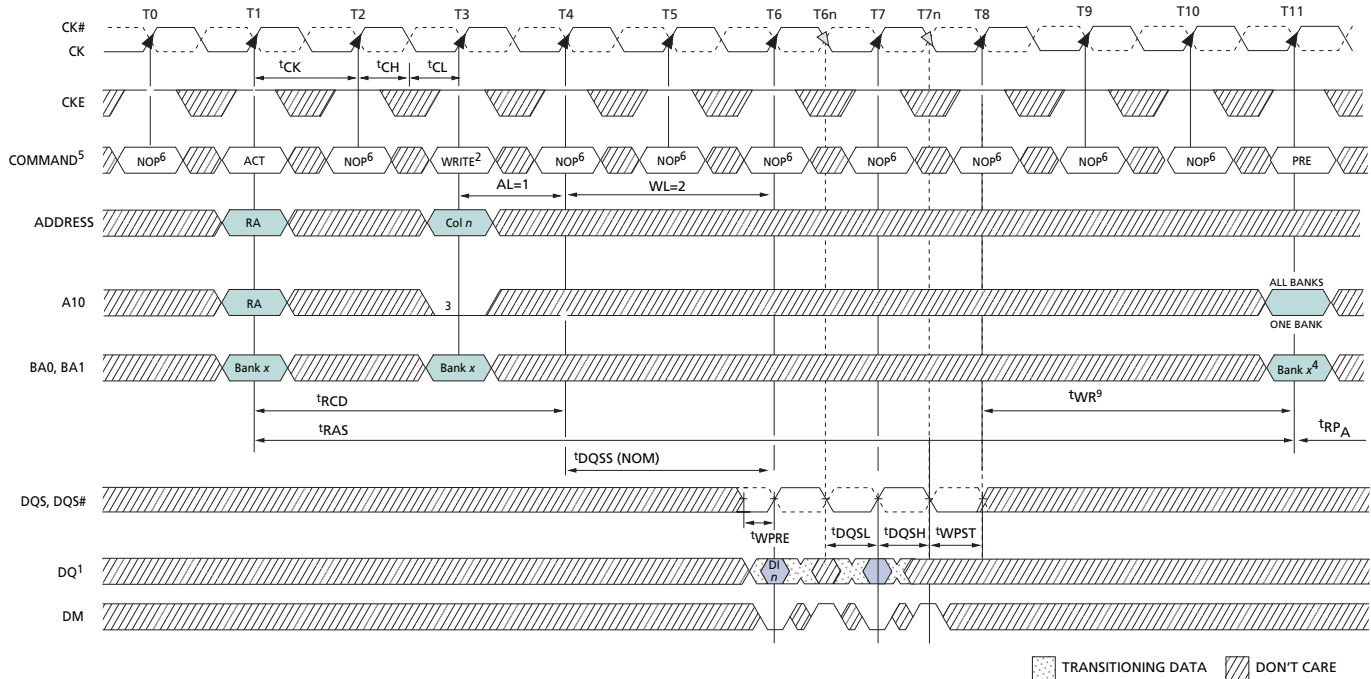 T0 T1 T2 T3 T4 T5 T6 T6n T7 T7n T8 T9 T10 T11
CK#
CK
tCK tCH tCL
CKE
COMMAND5 NOP6 ACT NOP6 WRITE2 NOP6 NOP6 NOP6 NOP6 NOP6 NOP6 NOP6 PRE
AL=1 WL=2
ADDRESS RA Col n
ALL BANKS
A10 RA 3
ONE BANK
BA0, BA1 Bank x Bank x Bank x4
tRCD tWR9
tRAS tRPA
tDQSS (NOM)
DQS, DQS#
tWPRE tDQSL tDQSH tWPST
DQ1 DI n
DM
TRANSITIONING DATA DON'T CARE